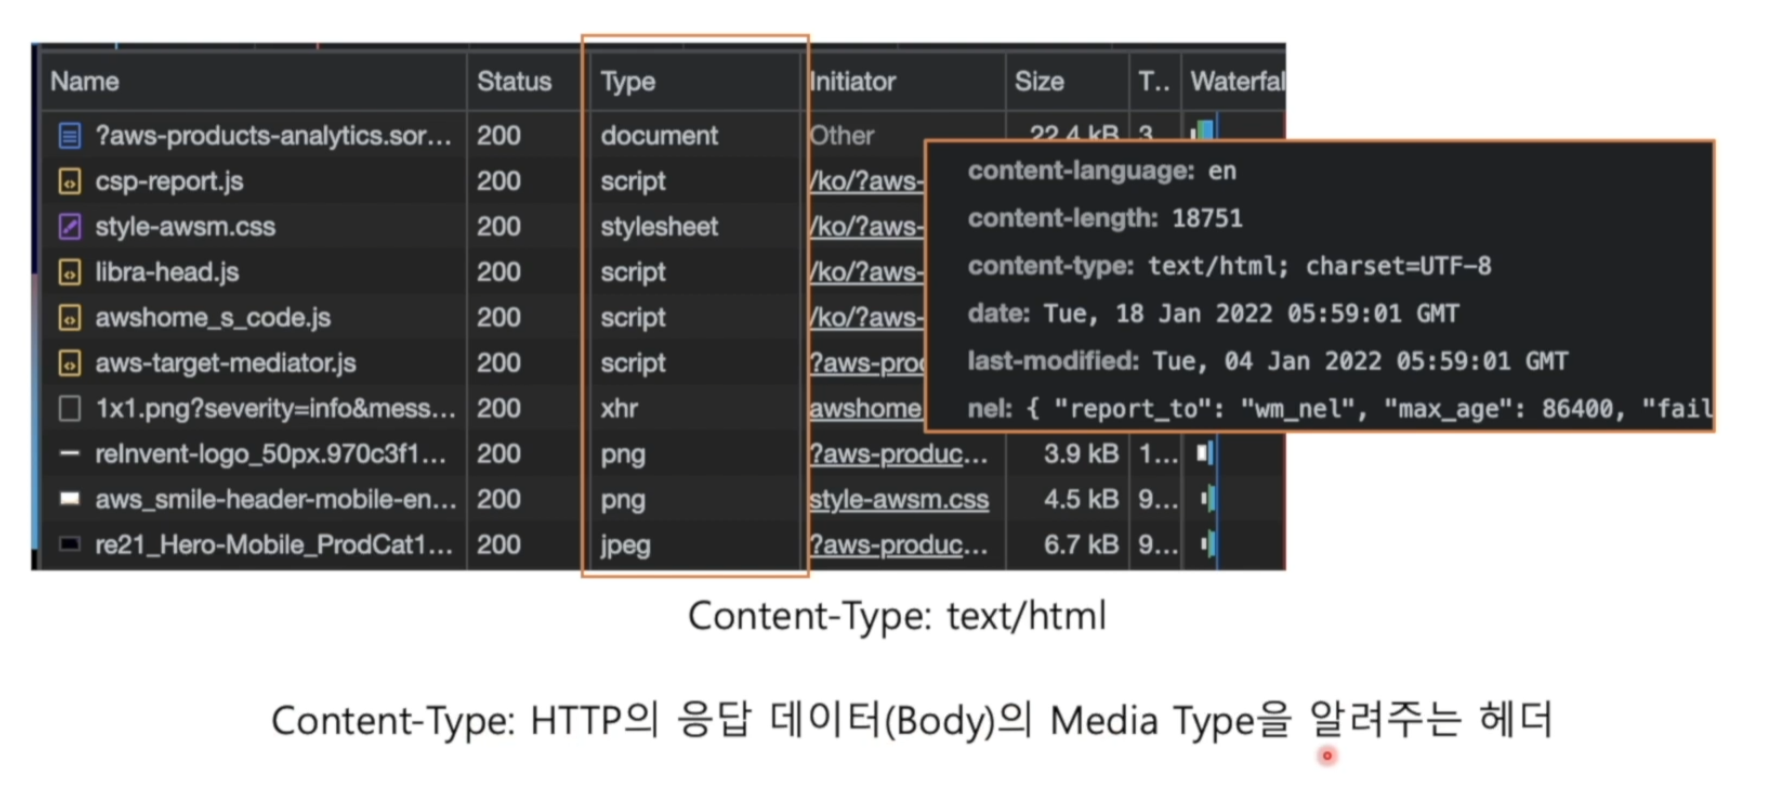 Name Status Type Initiator Size T.. Waterfal
?aws-products-analytics.sor... 200 document Other 22.4 kB 3
csp-report.js 200 script /ko/?aws-
style-awsm.css 200 stylesheet /ko/?aws-
libra-head.js 200 script /ko/?aws-
awshome_s_code.js 200 script /ko/?aws-
aws-target-mediator.js 200 script ?aws-pro
1x1.png?severity=info&mess... 200 xhr awshome
reInvent-logo_50px.970c3f1... 200 png ?aws-produc... 3.9 kB 1...
aws_smile-header-mobile-en... 200 png style-awsm.css 4.5 kB 9...
re21_Hero-Mobile_ProdCat1... 200 jpeg ?aws-produc... 6.7 kB 9...
content-language: en
content-length: 18751
content-type: text/html; charset=UTF-8
date: Tue, 18 Jan 2022 05:59:01 GMT
last-modified: Tue, 04 Jan 2022 05:59:01 GMT
nel: { "report_to": "wm_nel", "max_age": 86400, "fail
Content-Type: text/html
Content-Type: HTTP의 응답 데이터(Body)의 Media Type을 알려주는 헤더